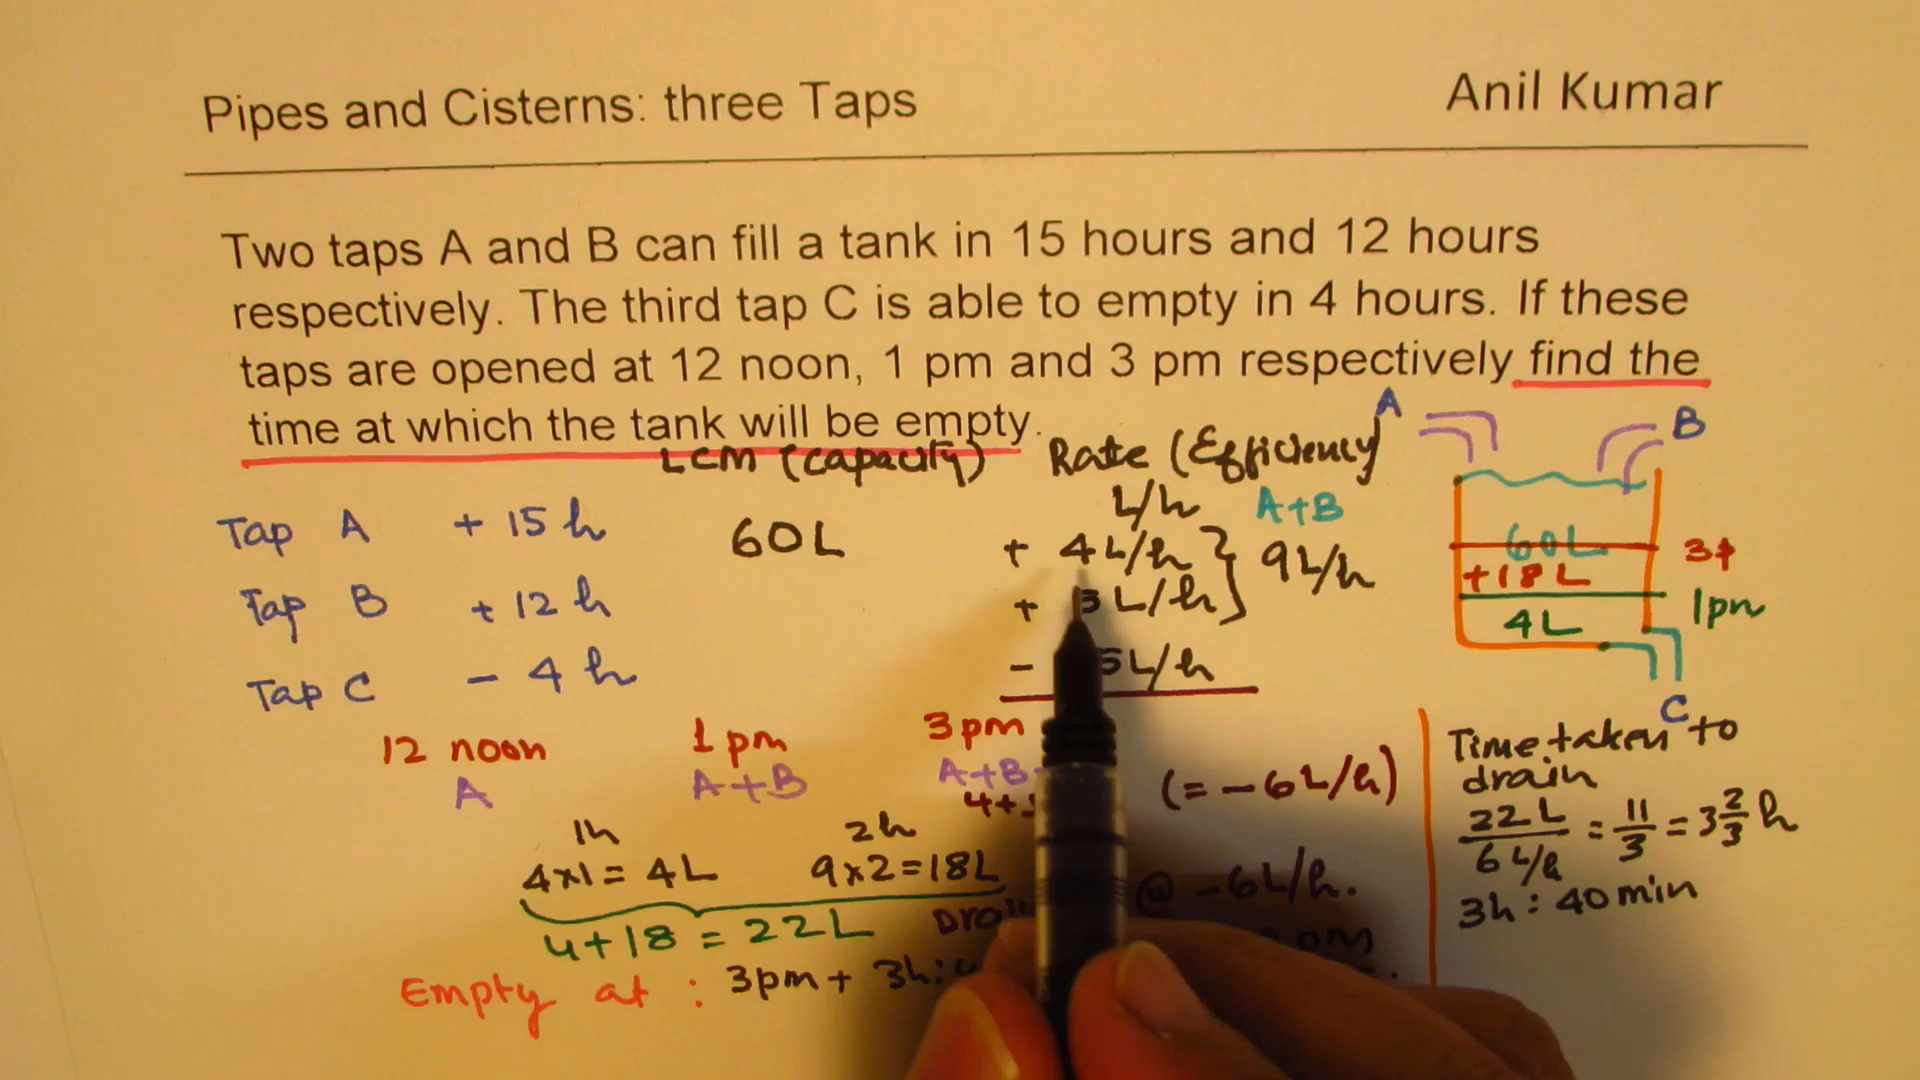 Pipes and Cisterns: three Taps
Anil Kumar
Two taps A and B can fill a tank in 15 hours and 12 hours
respectively. The third tap C is able to empty in 4 hours. If these
taps are opened at 12 noon, 1 pm and 3 pm respectively find the
time at which the tank will be empty.
LCM (capacity) Rate (Efficiency)
L/h A+B
Tap A + 15 h 60L + 4 L/h 9L/h
Tap B + 12 h + L/h
Tap C - 4 h - 5L/h
A B
60L
+18L
4L
3p
1pm
C
12 noon 1 pm 3pm
A A+B A+B
4+ (= -6L/h)
1h 2h
4x1 = 4L 9x2=18L
4+18 = 22L @ -6L/h.
Empty at : 3pm + 3h:
Time taken to
drain
22L/6L/h = 11/3 = 3 2/3 h
3h : 40 min